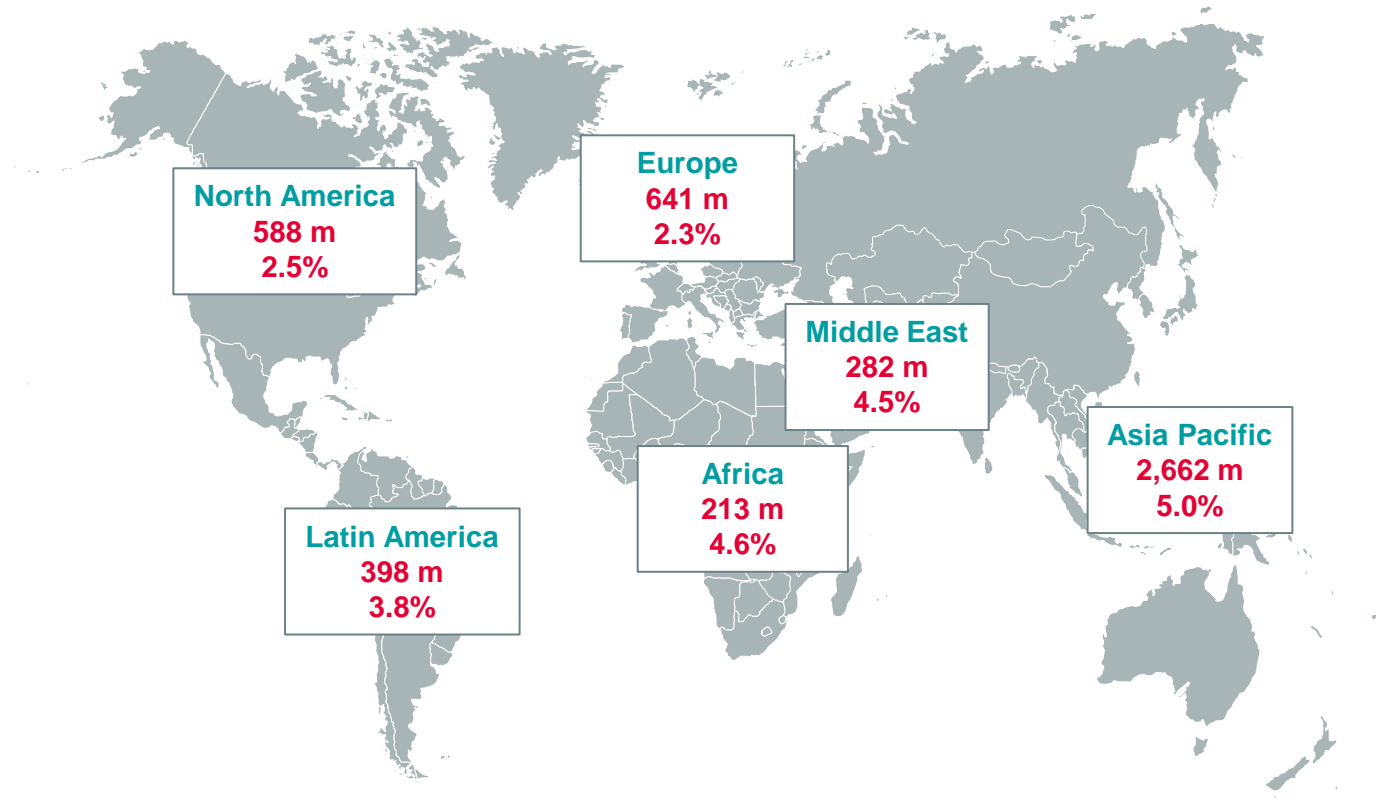 North America
588 m
2.5%
Europe
641 m
2.3%
Middle East
282 m
4.5%
Asia Pacific
2,662 m
5.0%
Africa
213 m
4.6%
Latin America
398 m
3.8%